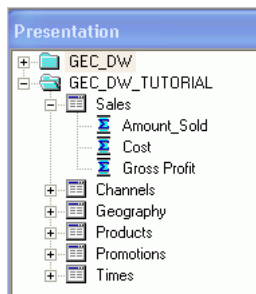 Presentation
GEC_DW
GEC_DW_TUTORIAL
Sales
Amount_Sold
Cost
Gross Profit
Channels
Geography
Products
Promotions
Times